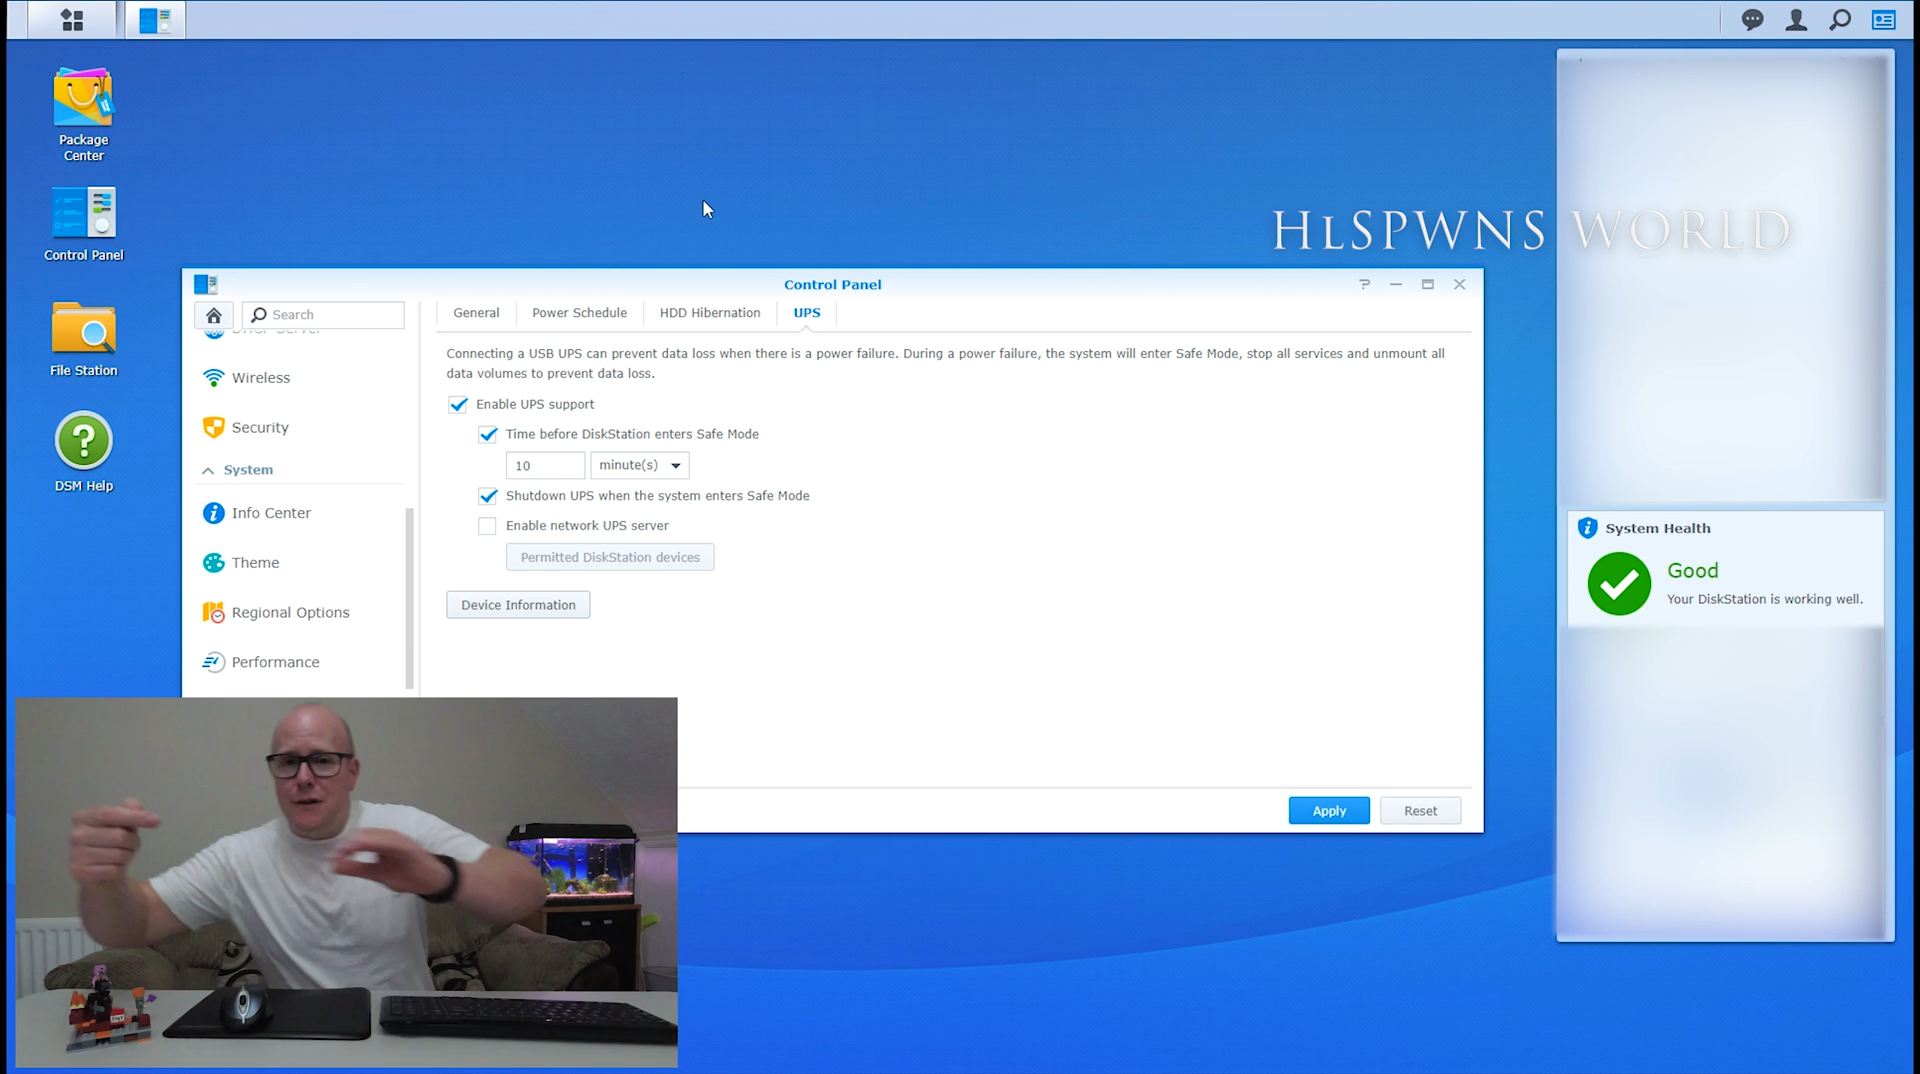 Package
Center
Control Panel
File Station
DSM Help
HLSPWNS WORLD
Control Panel
Search
General
Power Schedule
HDD Hibernation
UPS
Wireless
Security
System
Info Center
Theme
Regional Options
Performance
Connecting a USB UPS can prevent data loss when there is a power failure. During a power failure, the system will enter Safe Mode, stop all services and unmount all
data volumes to prevent data loss.
Enable UPS support
Time before DiskStation enters Safe Mode
10
minute(s)
Shutdown UPS when the system enters Safe Mode
Enable network UPS server
Permitted DiskStation devices
Device Information
Apply
Reset
System Health
Good
Your DiskStation is working well.
TNT